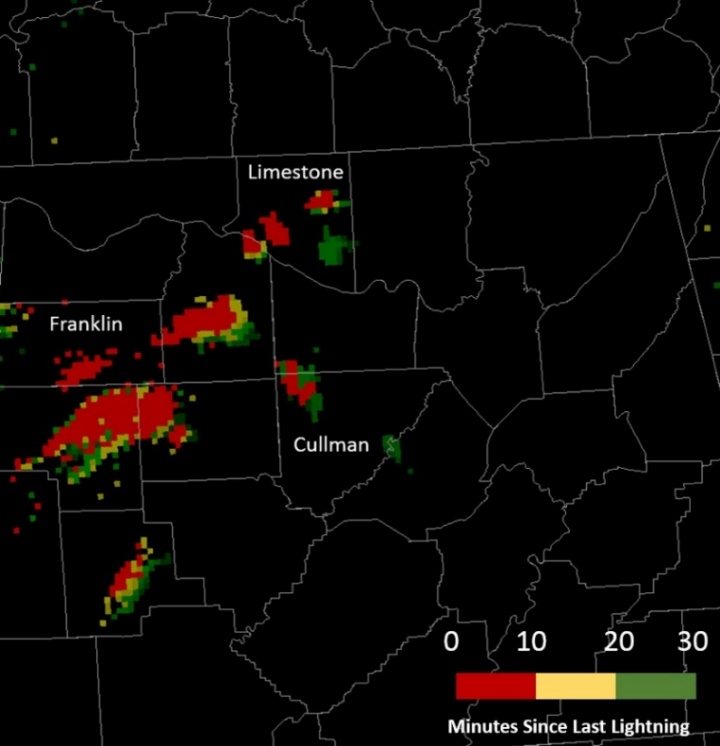 Limestone
Franklin
Cullman
0 10 20 30
Minutes Since Last Lightning